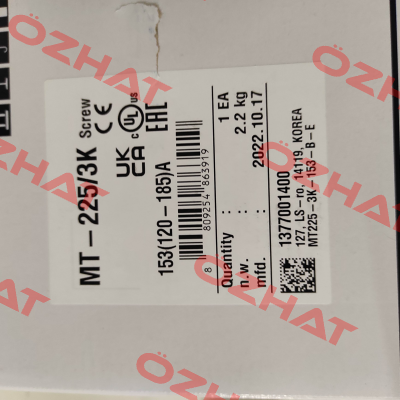 MT-225/3K Screw
CE UK CA c UL us EAC
153(120-185)A
8 809254 863919
Quantity : 1 EA
n.w. : 2.2 kg
mfd. : 2022.10.17
1377001400
127, LS-ro, 14119, KOREA
MT225-3K-153-B-E
ÖZHAT
ÖZHAT
ÖZHAT
ÖZHAT
ÖZHAT